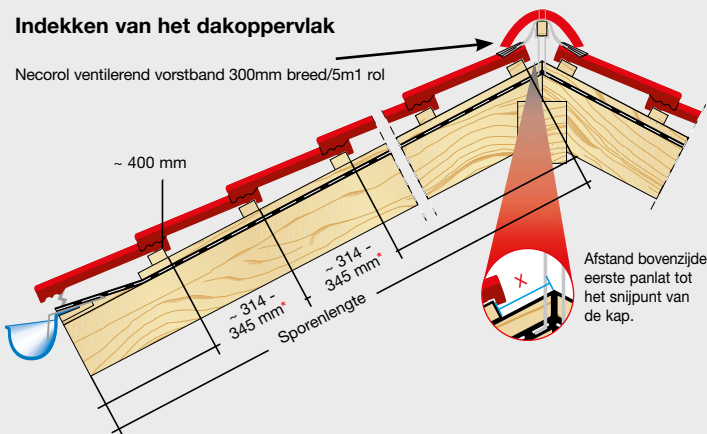 Indekken van het dakoppervlak
Necorol ventilerend vorstband 300mm breed/5m1 rol
~ 400 mm
~ 314 -
345 mm*
~ 314 -
345 mm*
Sporenlengte
X
Afstand bovenzijde
eerste panlat tot
het snijpunt van
de kap.